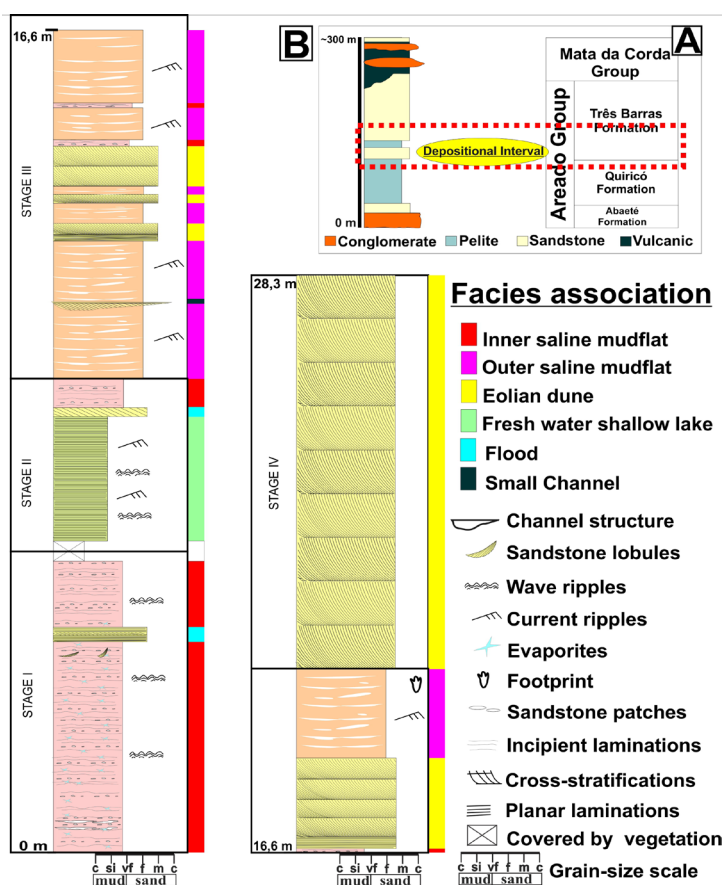 16,6 m
STAGE III
STAGE II
STAGE I
0 m
c si vf f m c
mud sand
B
~300 m
0 m
Depositional Interval
A
Mata da Corda
Group
Areado Group
Três Barras
Formation
Quiricó
Formation
Abaeté
Formation
Conglomerate
Pelite
Sandstone
Vulcanic
28,3 m
STAGE IV
16,6 m
c si vf f m c
mud sand
Facies association
Inner saline mudflat
Outer saline mudflat
Eolian dune
Fresh water shallow lake
Flood
Small Channel
Channel structure
Sandstone lobules
Wave ripples
Current ripples
Evaporites
Footprint
Sandstone patches
Incipient laminations
Cross-stratifications
Planar laminations
Covered by vegetation
c si vf f m c
mud sand
Grain-size scale